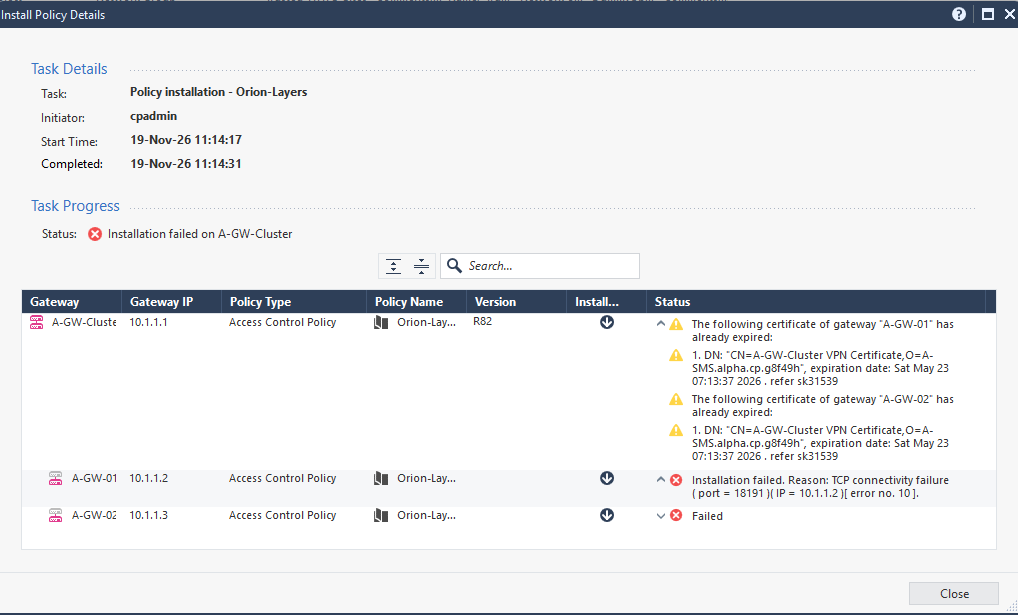 Install Policy Details
Task Details
Task: Policy installation - Orion-Layers
Initiator: cpadmin
Start Time: 19-Nov-26 11:14:17
Completed: 19-Nov-26 11:14:31
Task Progress
Status: Installation failed on A-GW-Cluster
Search...
Gateway Gateway IP Policy Type Policy Name Version Install... Status
A-GW-Cluste 10.1.1.1 Access Control Policy Orion-Lay... R82 The following certificate of gateway "A-GW-01" has
already expired:
1. DN: "CN=A-GW-Cluster VPN Certificate,O=A-
SMS.alpha.cp.g8f49h", expiration date: Sat May 23
07:13:37 2026 . refer sk31539
The following certificate of gateway "A-GW-02" has
already expired:
1. DN: "CN=A-GW-Cluster VPN Certificate,O=A-
SMS.alpha.cp.g8f49h", expiration date: Sat May 23
07:13:37 2026 . refer sk31539
A-GW-01 10.1.1.2 Access Control Policy Orion-Lay... Installation failed. Reason: TCP connectivity failure
( port = 18191 )( IP = 10.1.1.2 )[ error no. 10 ].
A-GW-02 10.1.1.3 Access Control Policy Orion-Lay... Failed
Close